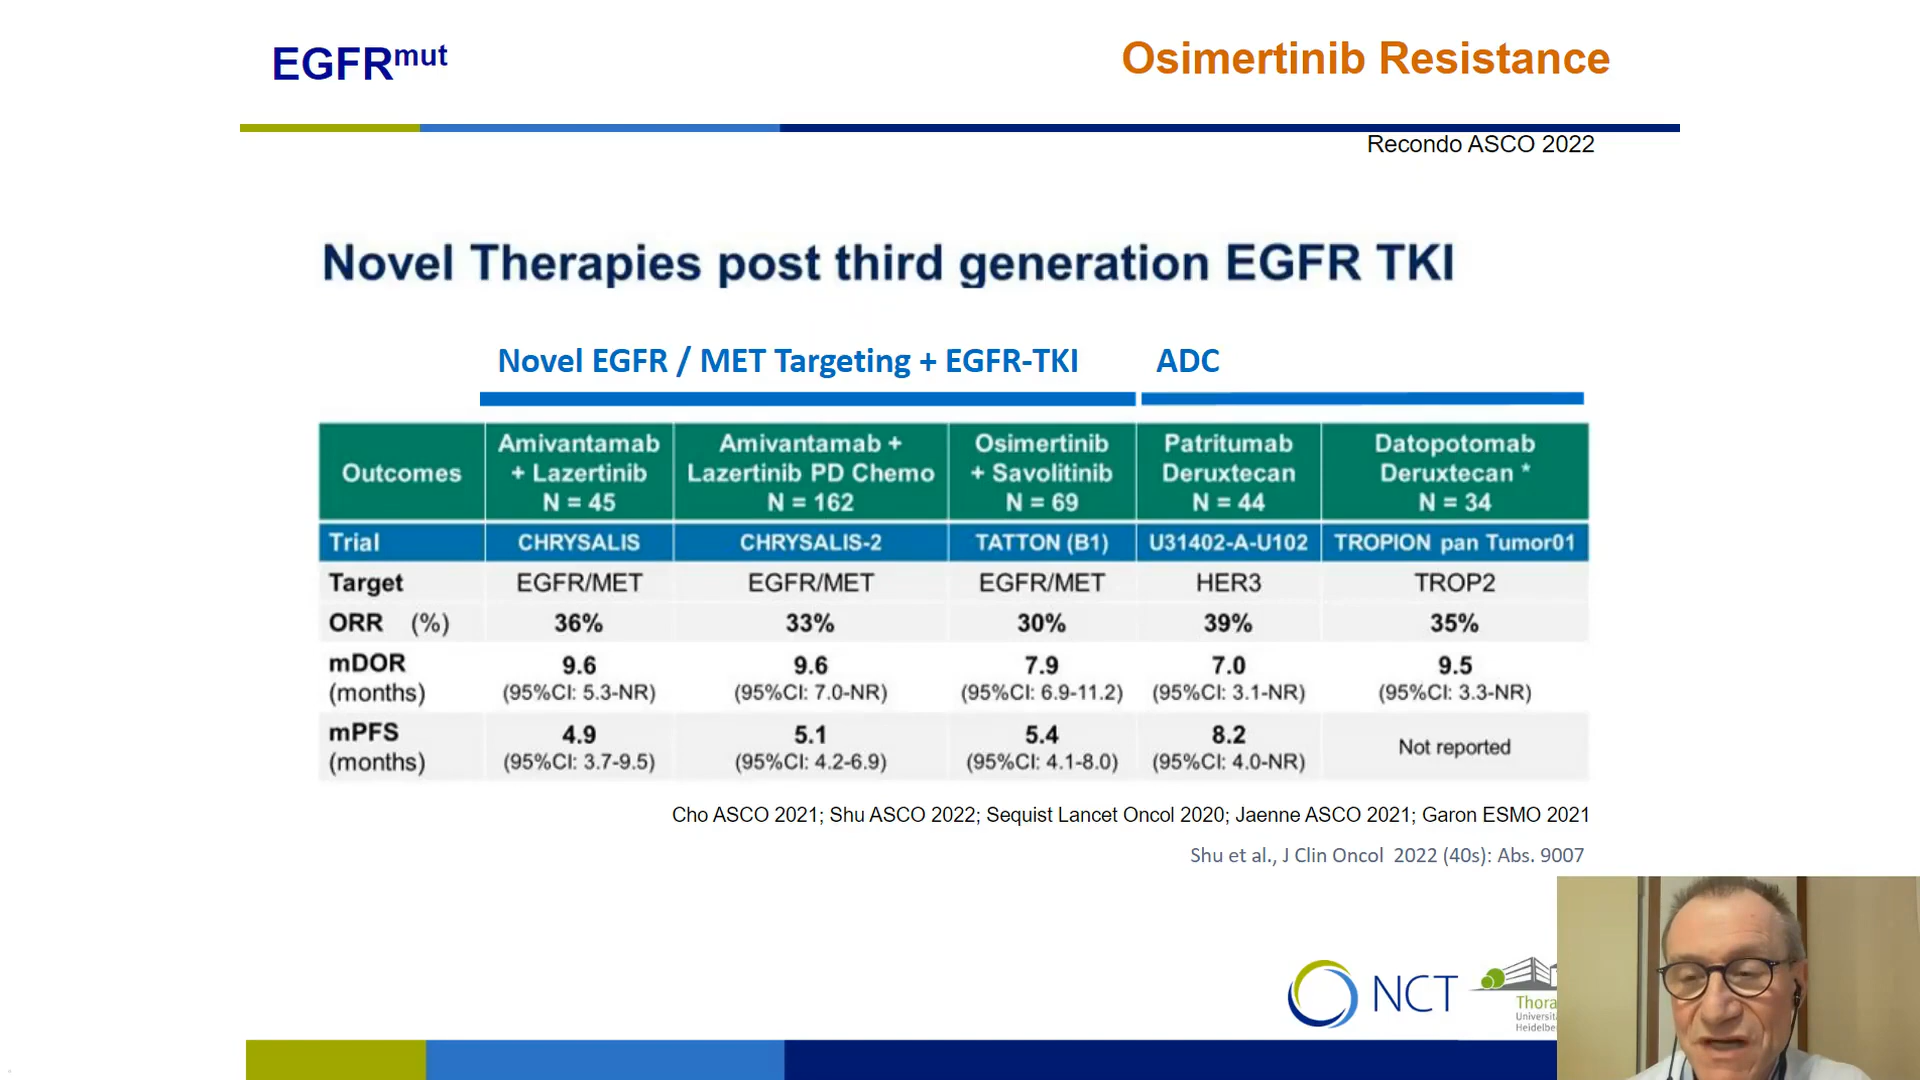 EGFRmut
Osimertinib Resistance
Recondo ASCO 2022
Novel Therapies post third generation EGFR TKI
Novel EGFR / MET Targeting + EGFR-TKI
ADC
Outcomes
Amivantamab + Lazertinib N = 45
Amivantamab + Lazertinib PD Chemo N = 162
Osimertinib + Savolitinib N = 69
Patritumab Deruxtecan N = 44
Datopotomab Deruxtecan * N = 34
Trial CHRYSALIS CHRYSALIS-2 TATTON (B1) U31402-A-U102 TROPION pan Tumor01
Target EGFR/MET EGFR/MET EGFR/MET HER3 TROP2
ORR (%) 36% 33% 30% 39% 35%
mDOR 9.6 9.6 7.9 7.0 9.5
(months) (95%CI: 5.3-NR) (95%CI: 7.0-NR) (95%CI: 6.9-11.2) (95%CI: 3.1-NR) (95%CI: 3.3-NR)
mPFS 4.9 5.1 5.4 8.2 Not reported
(months) (95%CI: 3.7-9.5) (95%CI: 4.2-6.9) (95%CI: 4.1-8.0) (95%CI: 4.0-NR)
Cho ASCO 2021; Shu ASCO 2022; Sequist Lancet Oncol 2020; Jaenne ASCO 2021; Garon ESMO 2021
Shu et al., J Clin Oncol 2022 (40s): Abs. 9007
NCT
Thora
Universit
Heidelbe